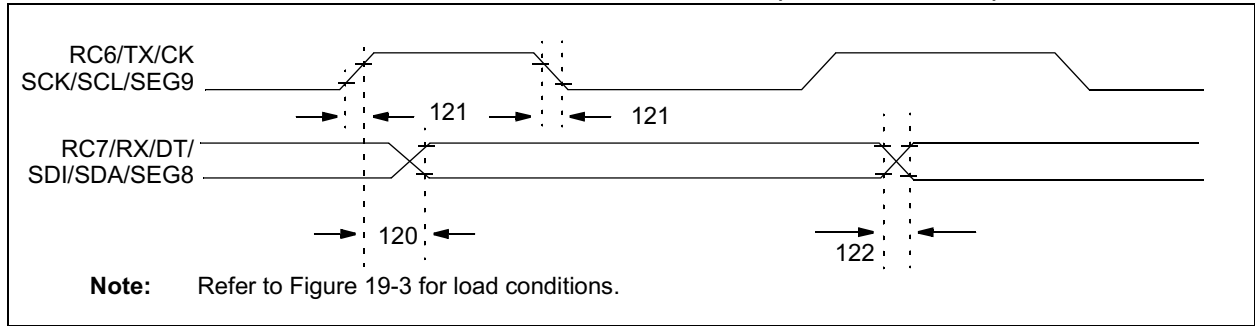 RC6/TX/CK
SCK/SCL/SEG9
121
121
RC7/RX/DT/
SDI/SDA/SEG8
120
122
Note: Refer to Figure 19-3 for load conditions.